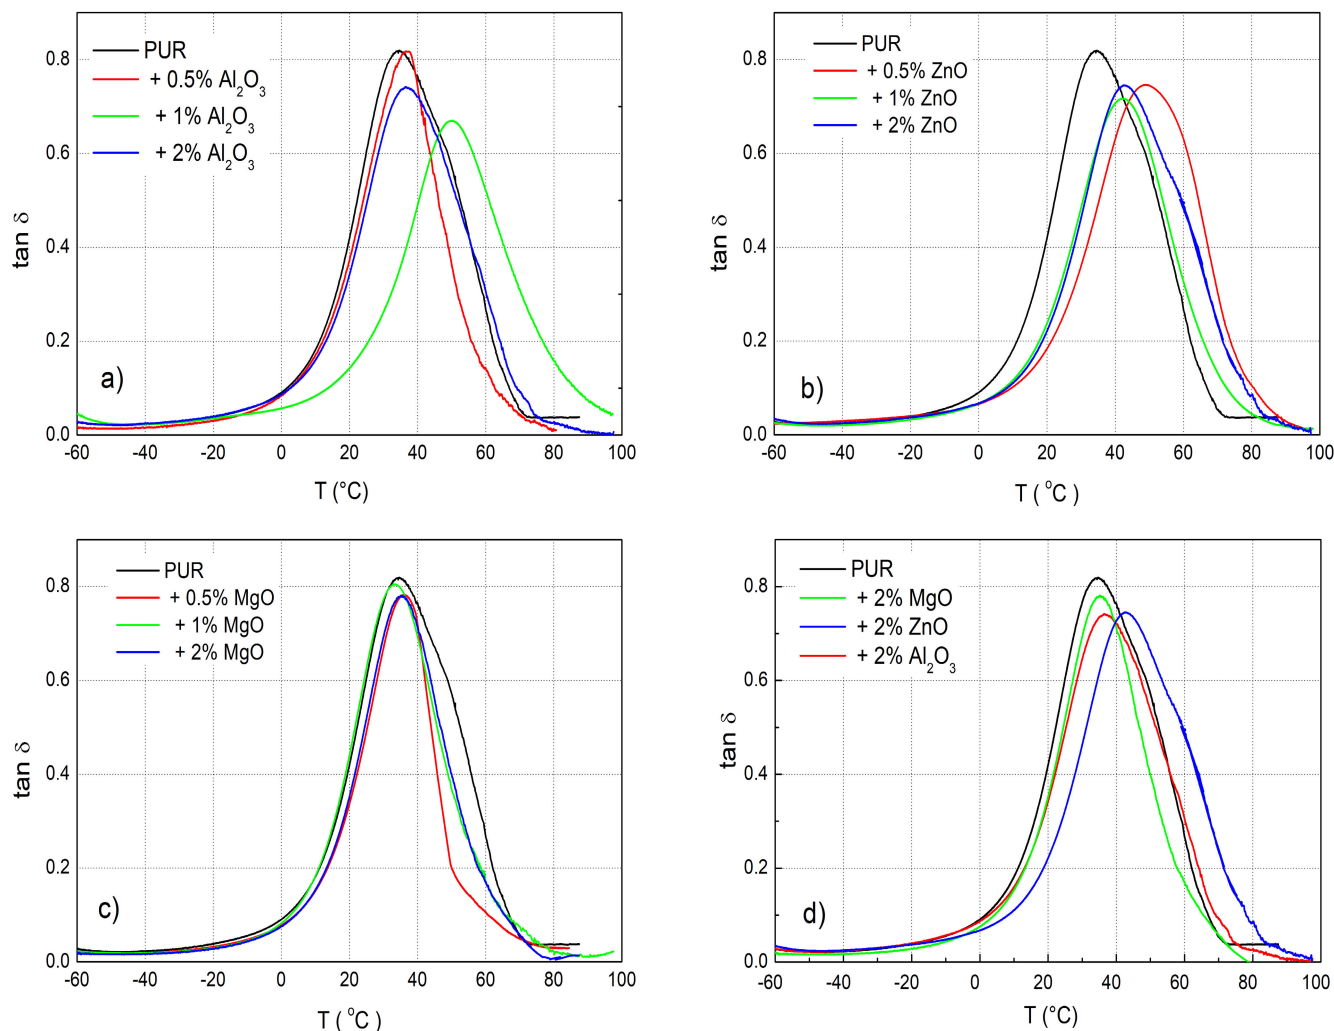 PUR
+ 0.5% Al₂O₃
+ 1% Al₂O₃
+ 2% Al₂O₃
tan δ
0.8
0.6
0.4
0.2
0.0
a)
-60 -40 -20 0 20 40 60 80 100
T (°C)
PUR
+ 0.5% ZnO
+ 1% ZnO
+ 2% ZnO
tan δ
0.8
0.6
0.4
0.2
0.0
b)
-60 -40 -20 0 20 40 60 80 100
T ( °C )
PUR
+ 0.5% MgO
+ 1% MgO
+ 2% MgO
tan δ
0.8
0.6
0.4
0.2
0.0
c)
-60 -40 -20 0 20 40 60 80 100
T ( °C )
PUR
+ 2% MgO
+ 2% ZnO
+ 2% Al₂O₃
tan δ
0.8
0.6
0.4
0.2
0.0
d)
-60 -40 -20 0 20 40 60 80 100
T (°C)